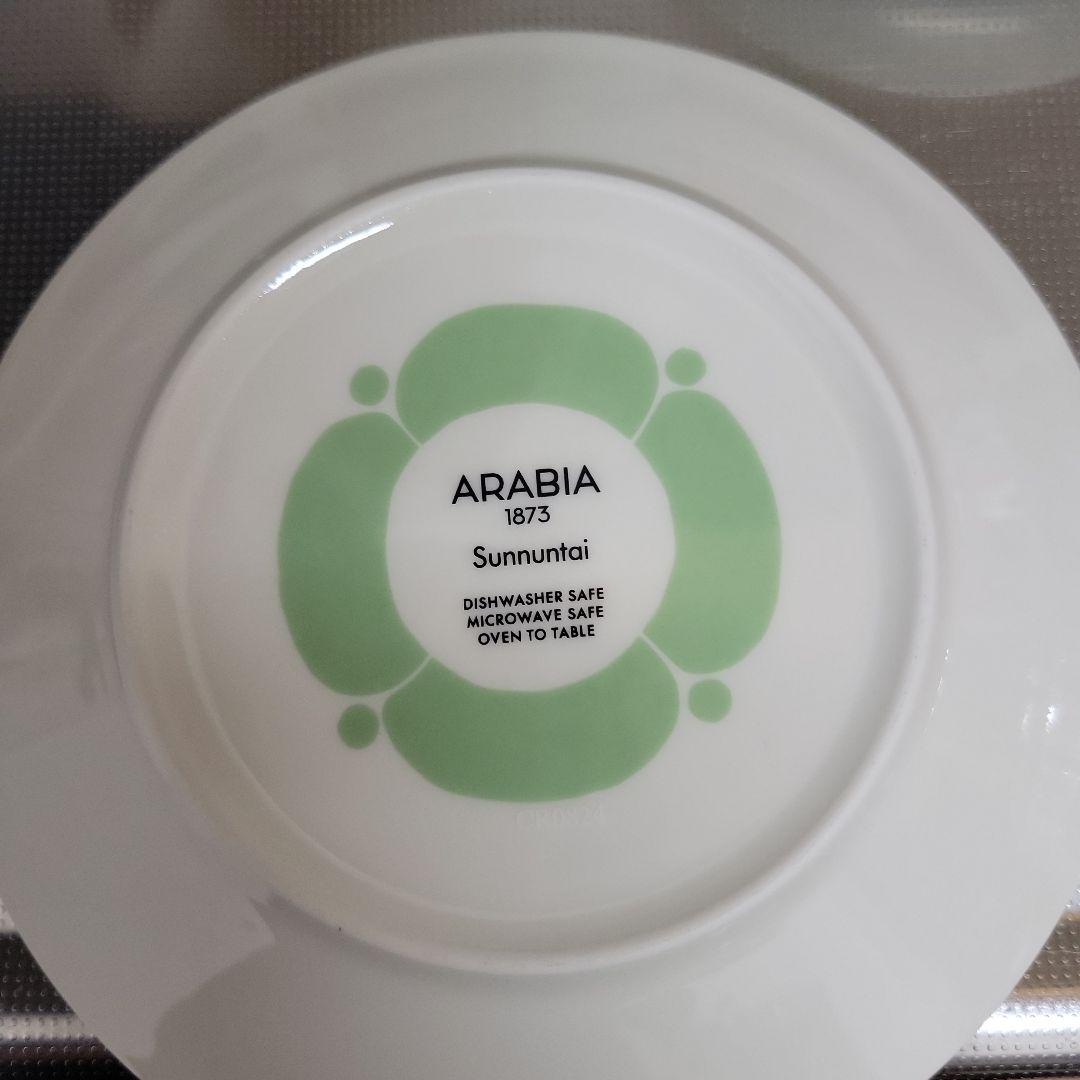 ARABIA
1873
Sunnuntai
DISHWASHER SAFE
MICROWAVE SAFE
OVEN TO TABLE